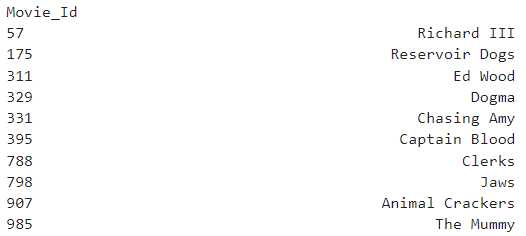 Movie_Id
57 Richard III
175 Reservoir Dogs
311 Ed Wood
329 Dogma
331 Chasing Amy
395 Captain Blood
788 Clerks
798 Jaws
907 Animal Crackers
985 The Mummy